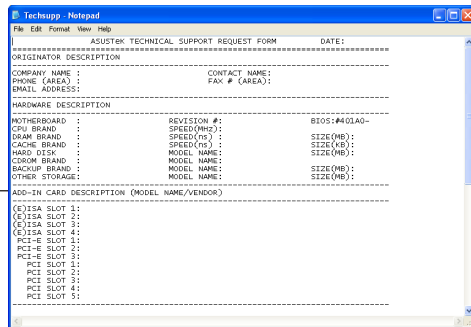 Techsupp - Notepad
File Edit Format View Help
ASUSTeK TECHNICAL SUPPORT REQUEST FORM DATE:
ORIGINATOR DESCRIPTION
COMPANY NAME : CONTACT NAME:
PHONE (AREA) : FAX # (AREA):
EMAIL ADDRESS:
HARDWARE DESCRIPTION
MOTHERBOARD : REVISION #: BIOS:#401A0-
CPU BRAND : SPEED(MHz):
DRAM BRAND : SPEED(ns) : SIZE(MB):
CACHE BRAND : SPEED(ns) : SIZE(KB):
HARD DISK : MODEL NAME: SIZE(MB):
CDROM BRAND : MODEL NAME:
BACKUP BRAND : MODEL NAME: SIZE(MB):
OTHER STORAGE: MODEL NAME: SIZE(MB):
ADD-IN CARD DESCRIPTION (MODEL NAME/VENDOR)
(E)ISA SLOT 1:
(E)ISA SLOT 2:
(E)ISA SLOT 3:
(E)ISA SLOT 4:
PCI-E SLOT 1:
PCI-E SLOT 2:
PCI-E SLOT 3:
PCI SLOT 1:
PCI SLOT 2:
PCI SLOT 3:
PCI SLOT 4:
PCI SLOT 5: